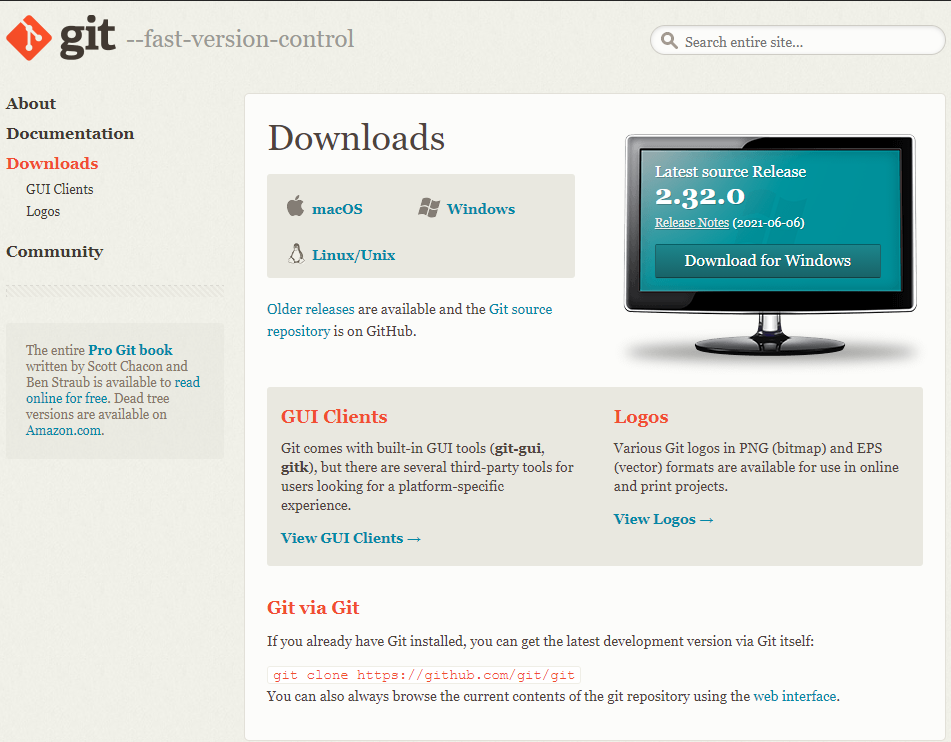 git --fast-version-control
Search entire site...
About
Documentation
Downloads
GUI Clients
Logos
Community
The entire Pro Git book
written by Scott Chacon and
Ben Straub is available to read
online for free. Dead tree
versions are available on
Amazon.com.
Downloads
macOS
Windows
Linux/Unix
Older releases are available and the Git source
repository is on GitHub.
Latest source Release
2.32.0
Release Notes (2021-06-06)
Download for Windows
GUI Clients
Git comes with built-in GUI tools (git-gui,
gitk), but there are several third-party tools for
users looking for a platform-specific
experience.
View GUI Clients →
Logos
Various Git logos in PNG (bitmap) and EPS
(vector) formats are available for use in online
and print projects.
View Logos →
Git via Git
If you already have Git installed, you can get the latest development version via Git itself:
git clone https://github.com/git/git
You can also always browse the current contents of the git repository using the web interface.